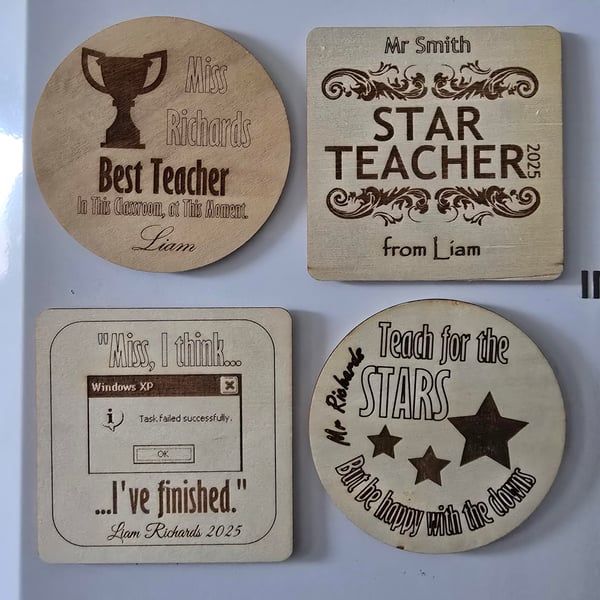 Miss
Richards
Best Teacher
In This Classroom, at This Moment.
Liam
Mr Smith
STAR
TEACHER
2025
from Liam
"Miss, I think...
Windows XP
Task failed successfully.
OK
...I've finished."
Liam Richards 2025
Teach for the
STARS
Mr Richards
But be happy with the downs